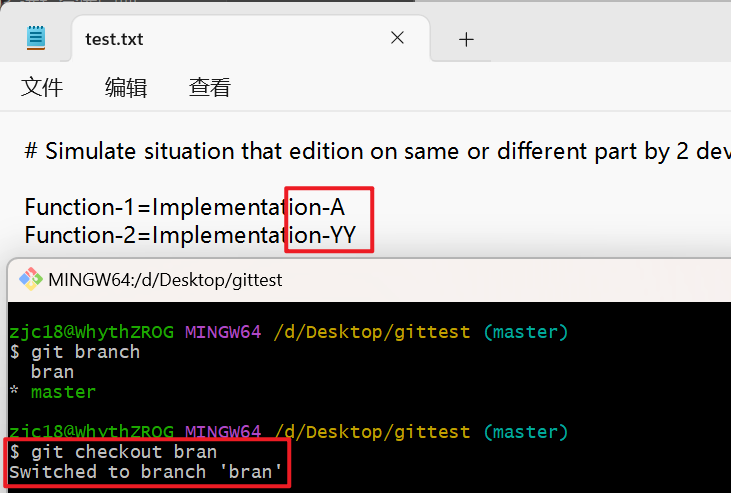 test.txt
文件 编辑 查看
# Simulate situation that edition on same or different part by 2 dev
Function-1=Implementation-A
Function-2=Implementation-YY
MINGW64:/d/Desktop/gittest
zjc18@WhythZROG MINGW64 /d/Desktop/gittest (master)
$ git branch
  bran
* master
zjc18@WhythZROG MINGW64 /d/Desktop/gittest (master)
$ git checkout bran
Switched to branch 'bran'